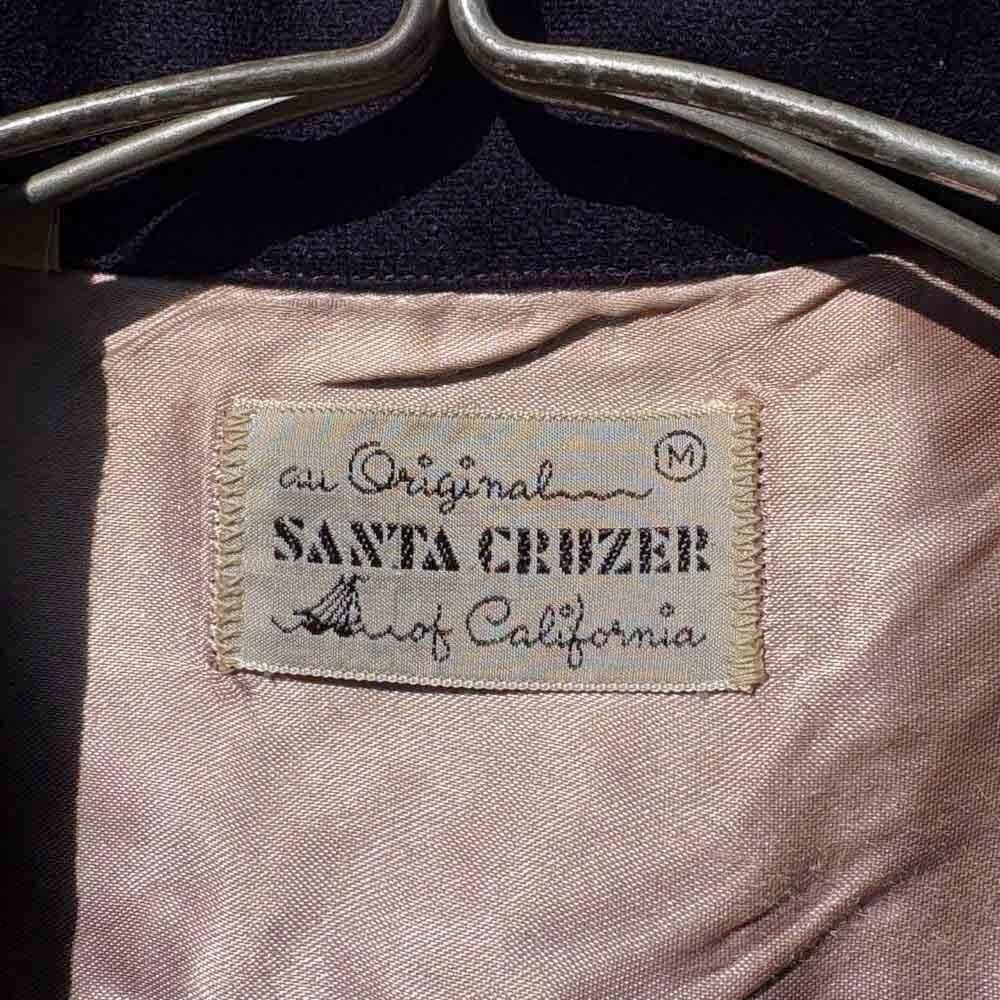 an Original M
SANTA CRUZER
of California